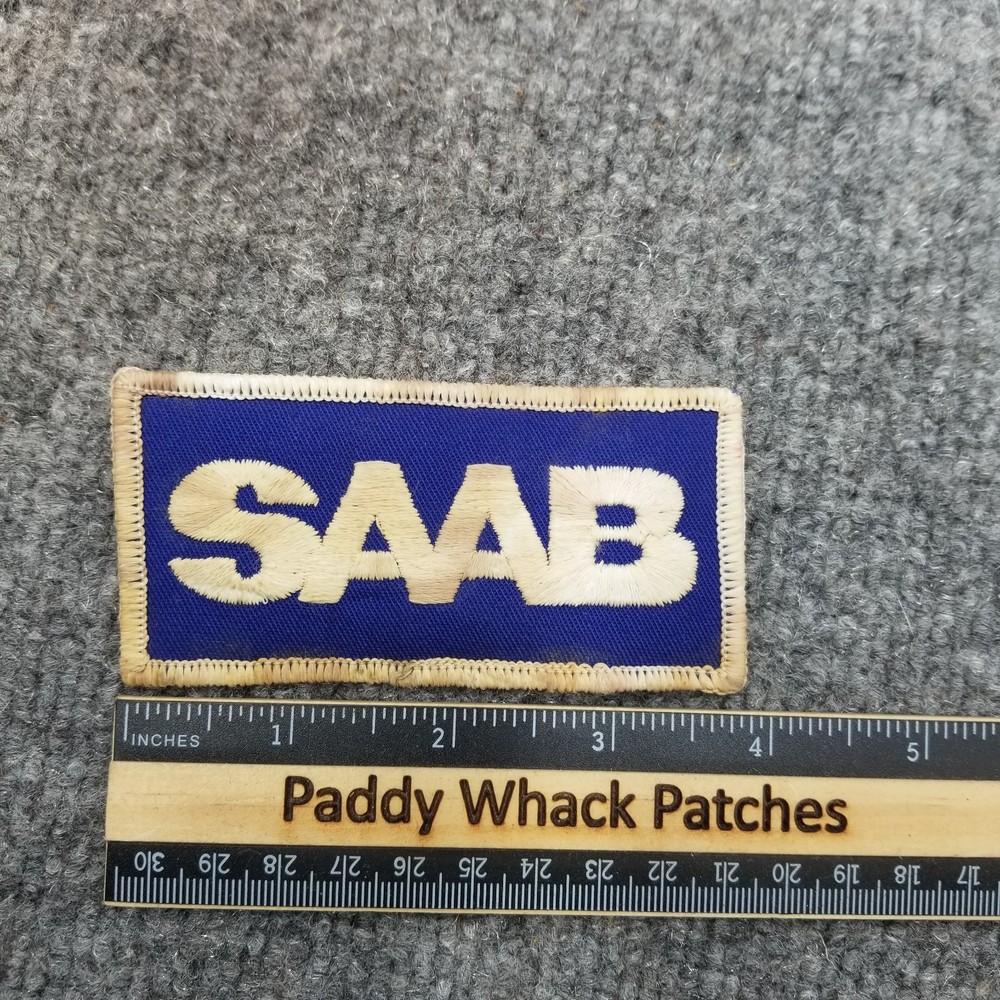 SAAB
INCHES 1 2 3 4 5
Paddy Whack Patches
30 29 28 27 26 25 24 23 22 21 20 19 18 17